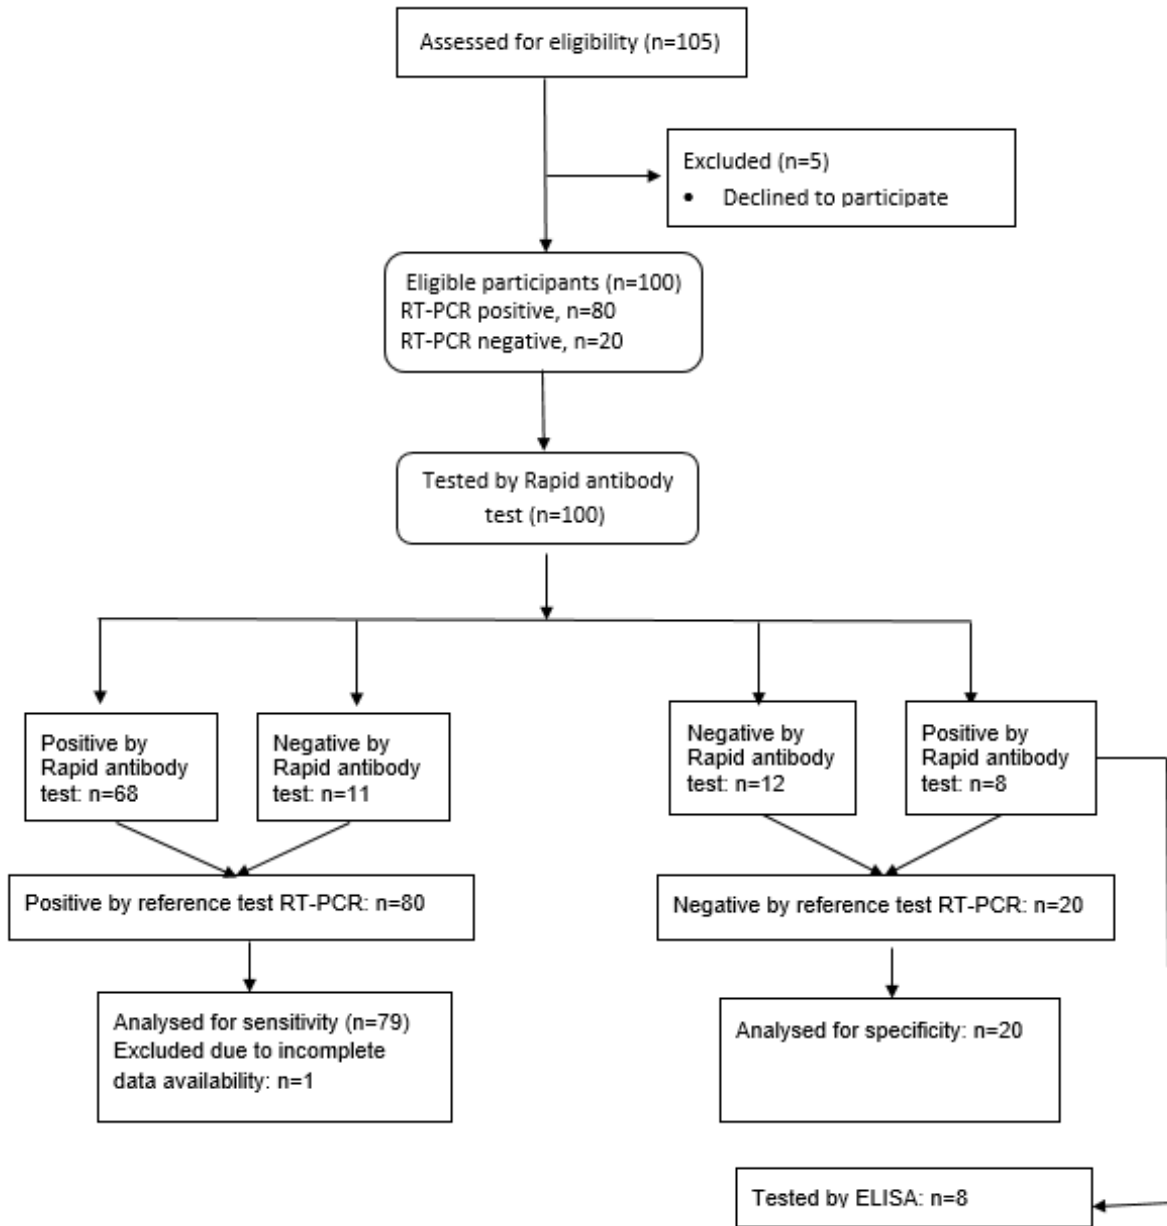 Assessed for eligibility (n=105)
Excluded (n=5)
• Declined to participate
Eligible participants (n=100)
RT-PCR positive, n=80
RT-PCR negative, n=20
Tested by Rapid antibody
test (n=100)
Positive by
Rapid antibody
test: n=68
Negative by
Rapid antibody
test: n=11
Negative by
Rapid antibody
test: n=12
Positive by
Rapid antibody
test: n=8
Positive by reference test RT-PCR: n=80
Negative by reference test RT-PCR: n=20
Analysed for sensitivity (n=79)
Excluded due to incomplete
data availability: n=1
Analysed for specificity: n=20
Tested by ELISA: n=8